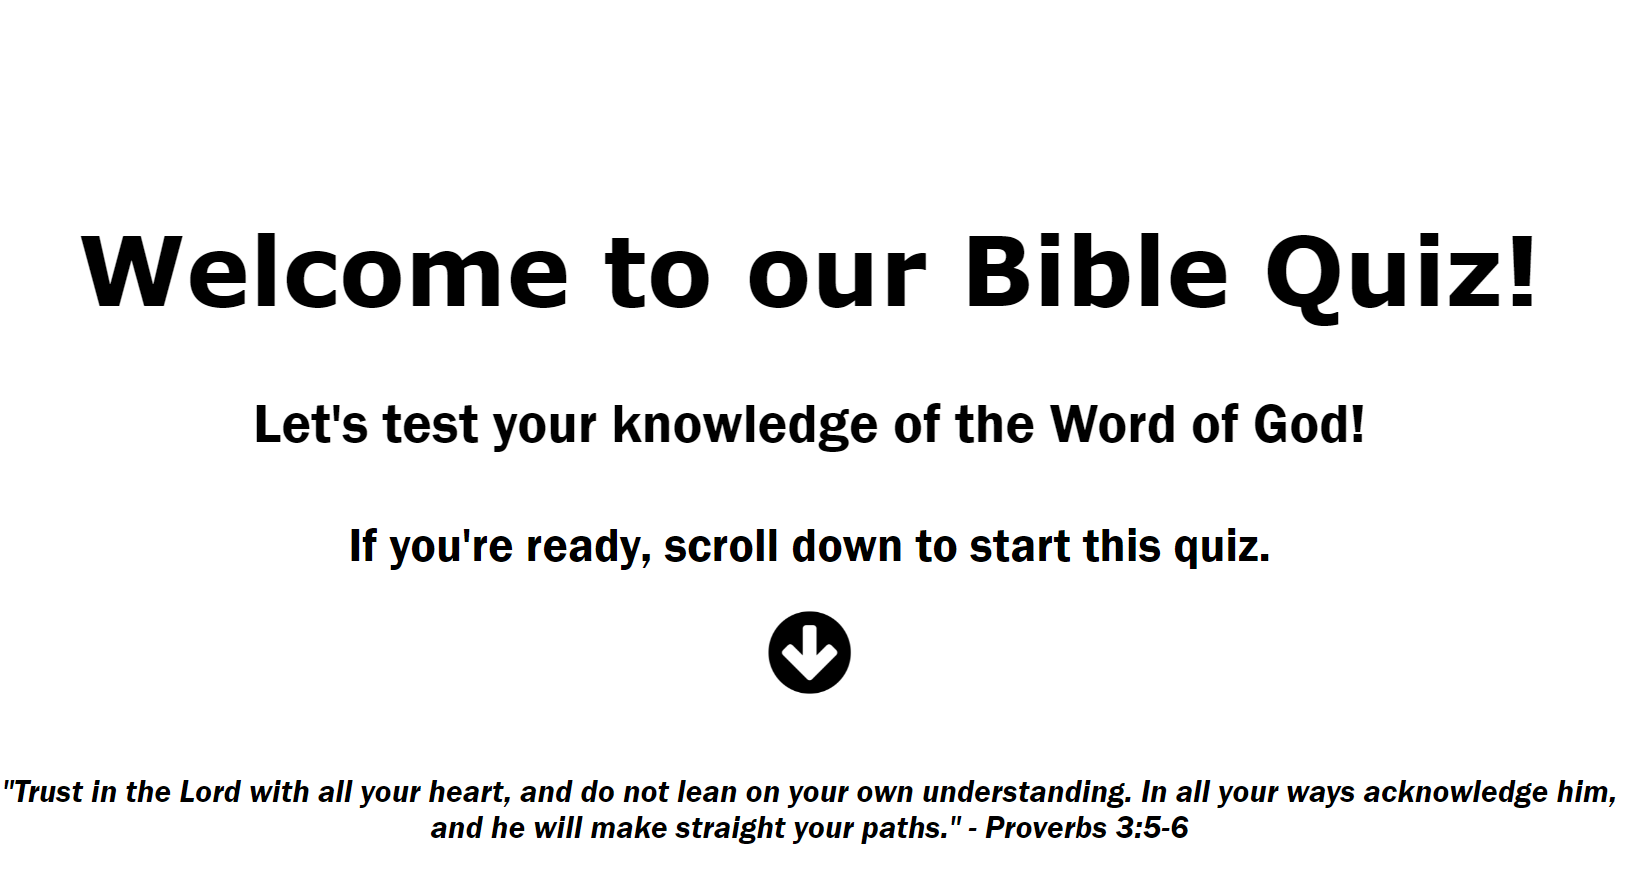 Welcome to our Bible Quiz!
Let's test your knowledge of the Word of God!
If you're ready, scroll down to start this quiz.
"Trust in the Lord with all your heart, and do not lean on your own understanding. In all your ways acknowledge him,
and he will make straight your paths." - Proverbs 3:5-6